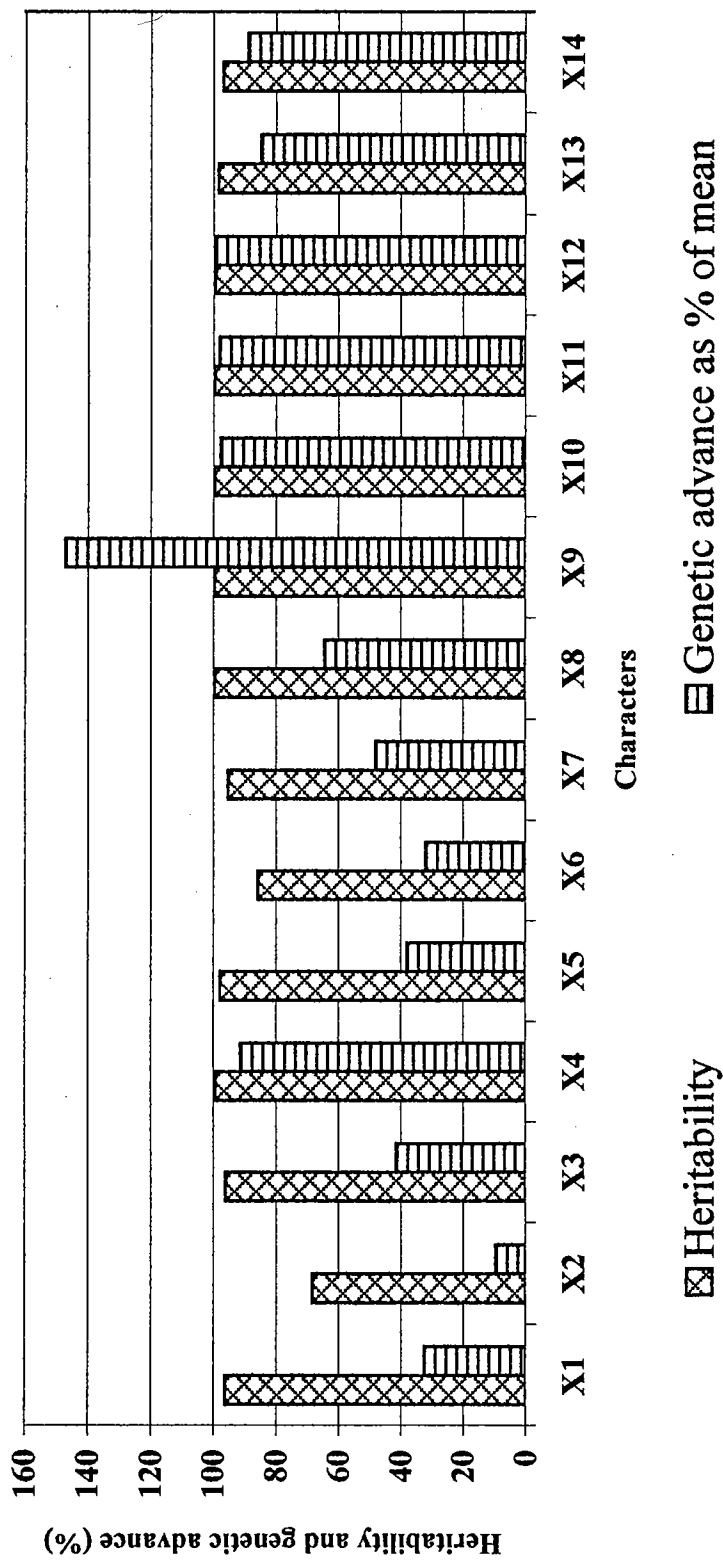 Heritability and genetic advance (%)
160
140
120
100
80
60
40
20
0
X1 X2 X3 X4 X5 X6 X7 X8 X9 X10 X11 X12 X13 X14
Characters
Heritability
Genetic advance as % of mean